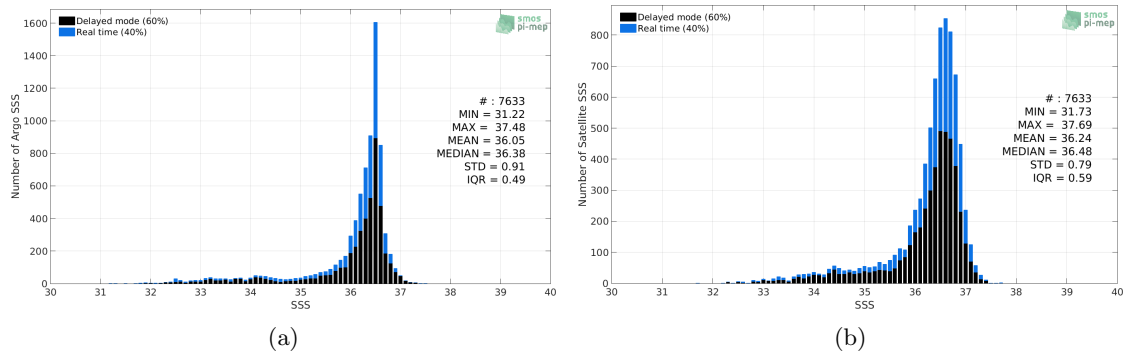 Delayed mode (60%)
Real time (40%)
smos
pi-mep
1600
1400
1200
1000
800
600
400
200
0
Number of Argo SSS
# : 7633
MIN = 31.22
MAX = 37.48
MEAN = 36.05
MEDIAN = 36.38
STD = 0.91
IQR = 0.49
30 31 32 33 34 35 36 37 38 39 40
SSS
(a)
Delayed mode (60%)
Real time (40%)
smos
pi-mep
800
700
600
500
400
300
200
100
0
Number of Satellite SSS
# : 7633
MIN = 31.73
MAX = 37.69
MEAN = 36.24
MEDIAN = 36.48
STD = 0.79
IQR = 0.59
30 31 32 33 34 35 36 37 38 39 40
SSS
(b)